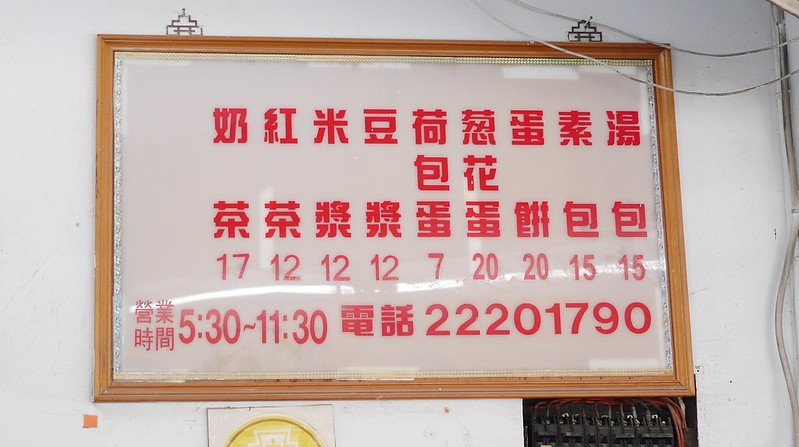 湯包 15
素包 15
蛋餅 20
葱花蛋 20
荷包蛋 7
豆漿 12
米漿 12
紅茶 12
奶茶 17
營業時間 5:30~11:30 電話 22201790